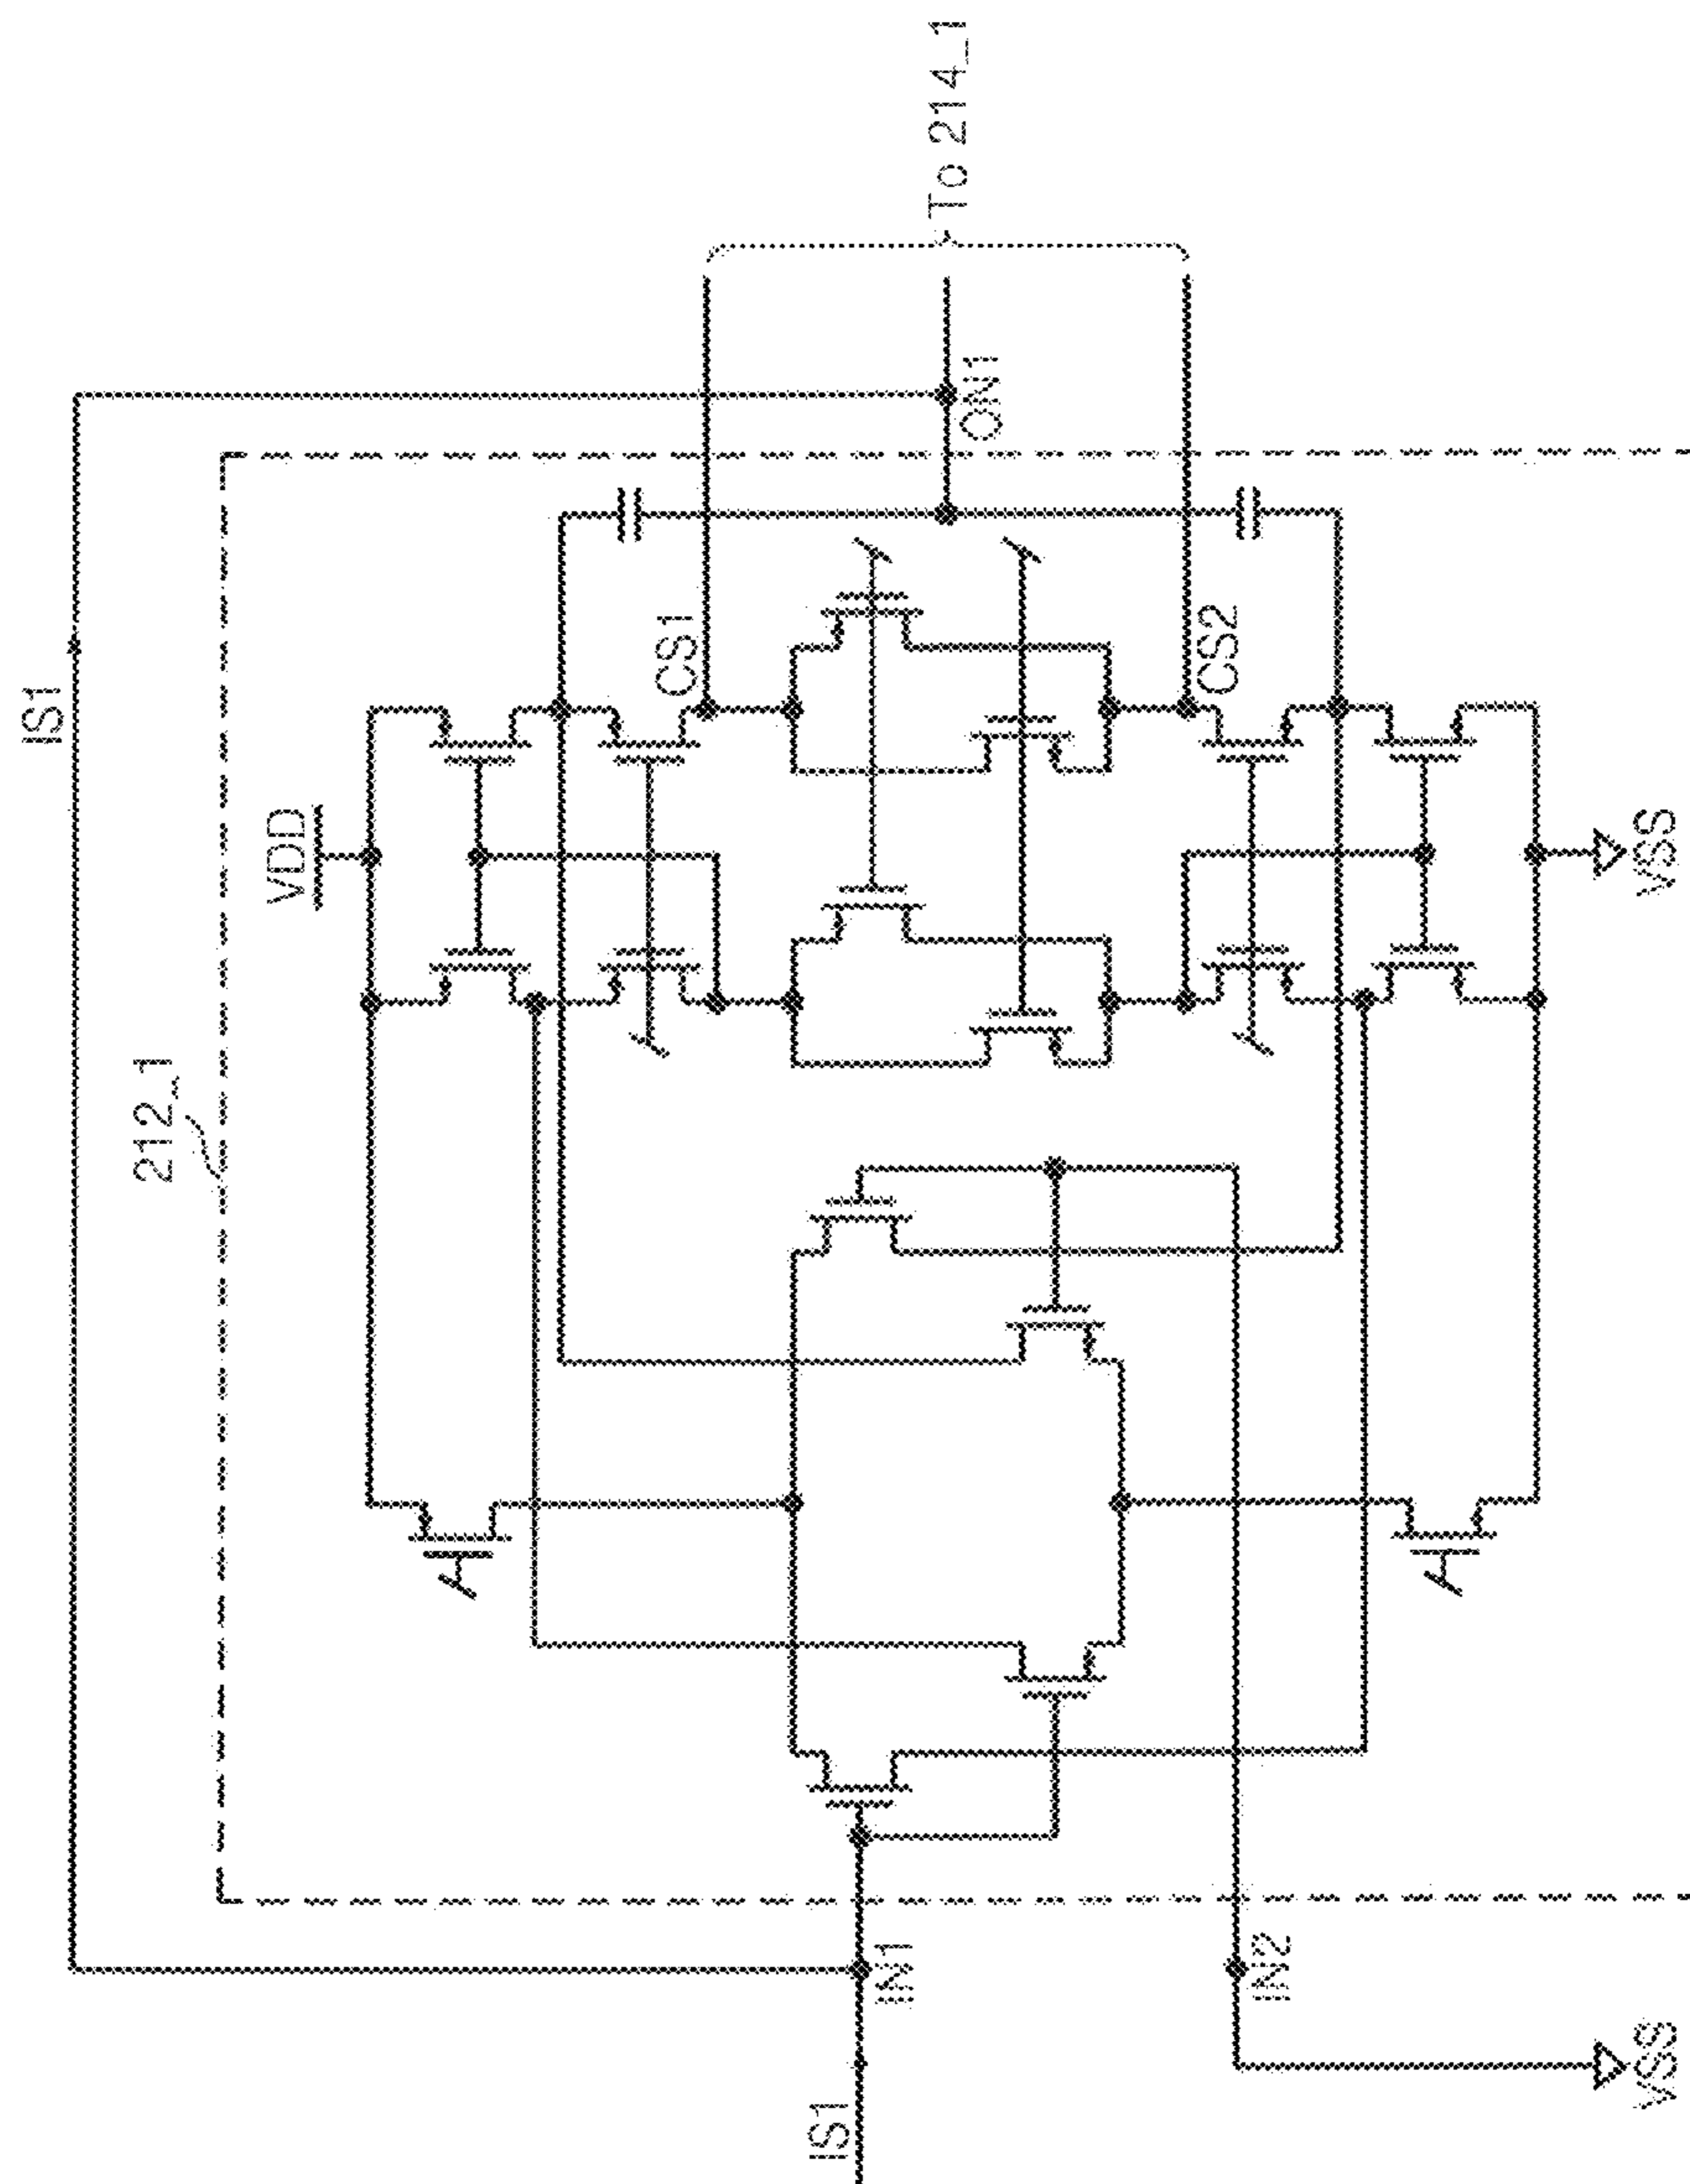 IS1
212_1
VDD
To 214_1
CS1
ON1
CS2
VSS
IS1
IN1
IN2
VSS